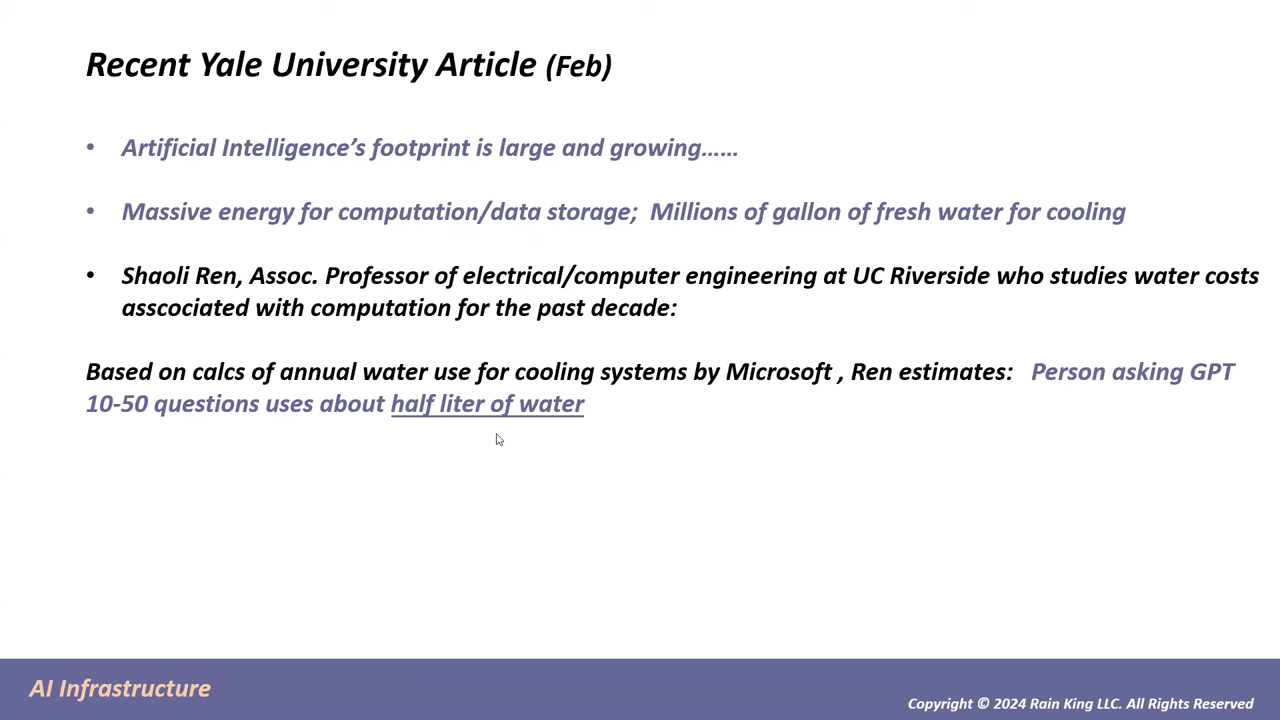 Recent Yale University Article (Feb)
• Artificial Intelligence’s footprint is large and growing……
• Massive energy for computation/data storage;  Millions of gallon of fresh water for cooling
• Shaoli Ren, Assoc. Professor of electrical/computer engineering at UC Riverside who studies water costs
asscociated with computation for the past decade:
Based on calcs of annual water use for cooling systems by Microsoft , Ren estimates:   Person asking GPT
10-50 questions uses about half liter of water
AI Infrastructure
Copyright © 2024 Rain King LLC. All Rights Reserved